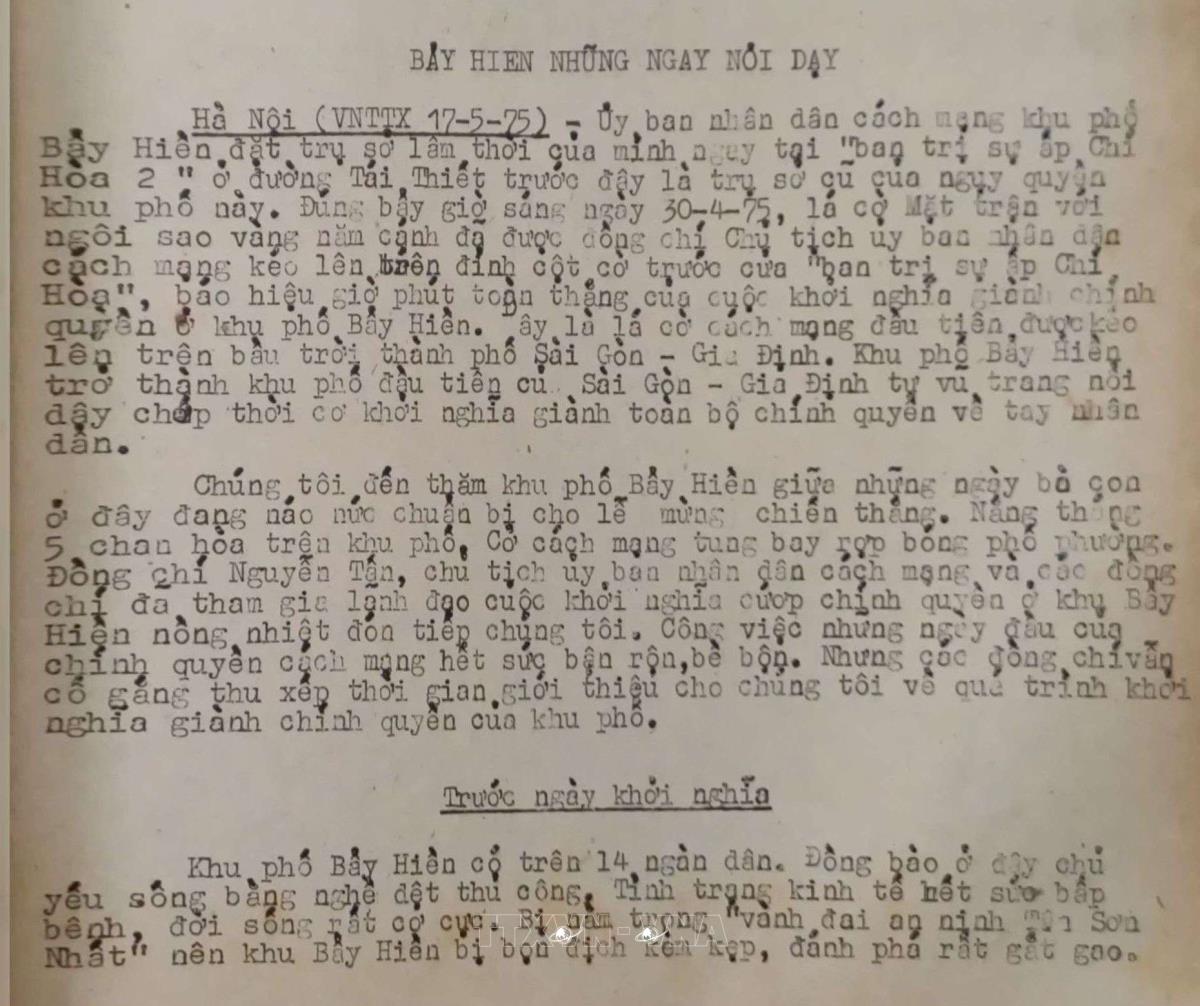 BẢY HIỀN NHỮNG NGAY NỔI DẠY
Hà Nội (VNTTX 17-5-75) - Ủy ban nhân dân cách mạng khu phố
Bẩy Hiền đặt trụ sở lâm thời của mình ngay tại "ban trị sự ấp Chí
Hòa 2 " ở đường Tái Thiết trước đây là trụ sở cũ của ngụy quyền
khu phố này. Đúng bẩy giờ sáng ngày 30-4-75, lá cờ Mặt trận với
ngôi sao vàng năm cánh đã được đồng chí Chủ tịch ủy ban nhân dân
cách mạng kéo lên trên đỉnh cột cờ trước cửa "ban trị sự ấp Chí
Hòa", báo hiệu giờ phút toàn thắng của cuộc khởi nghĩa giành chính
quyền ở khu phố Bẩy Hiền. Đây là lá cờ cách mạng đầu tiên được kéo
lên trên bầu trời thành phố Sài Gòn - Gia Định. Khu phố Bẩy Hiền
trở thành khu phố đầu tiên củ Sài Gòn - Gia Định tự vũ trang nổi
dậy chớp thời cơ khởi nghĩa giành toàn bộ chính quyền về tay nhân
dân.
Chúng tôi đến thăm khu phố Bẩy Hiền giữa những ngày bà con
ở đây đang náo nức chuẩn bị cho lễ mừng chiến thắng. Nắng tháng
5 chan hòa trên khu phố. Cờ cách mạng tung bay rợp bóng phố phường.
Đồng chí Nguyễn Tấn, chủ tịch ủy ban nhân dân cách mạng và các đồng
chí đã tham gia lãnh đạo cuộc khởi nghĩa cướp chính quyền ở khu Bẩy
Hiền nồng nhiệt đón tiếp chúng tôi. Công việc những ngày đầu của
chính quyền cách mạng hết sức bận rộn,bề bộn. Nhưng các đồng chívẫn
cố gắng thu xếp thời gian giới thiệu cho chúng tôi về quá trình khởi
nghĩa giành chính quyền của khu phố.
Trước ngày khởi nghĩa
Khu phố Bẩy Hiền có trên 14 ngàn dân. Đồng bào ở đây chủ
yếu sống bằng nghề dệt thủ công. Tình trạng kinh tế hết sức bấp
bênh, đời sống rất cơ cực. Bị nằm trong "vành đai an ninh Tân Sơn
Nhất" nên khu Bẩy Hiền bị bọn địch kềm kẹp, đánh phá rất gắt gao.